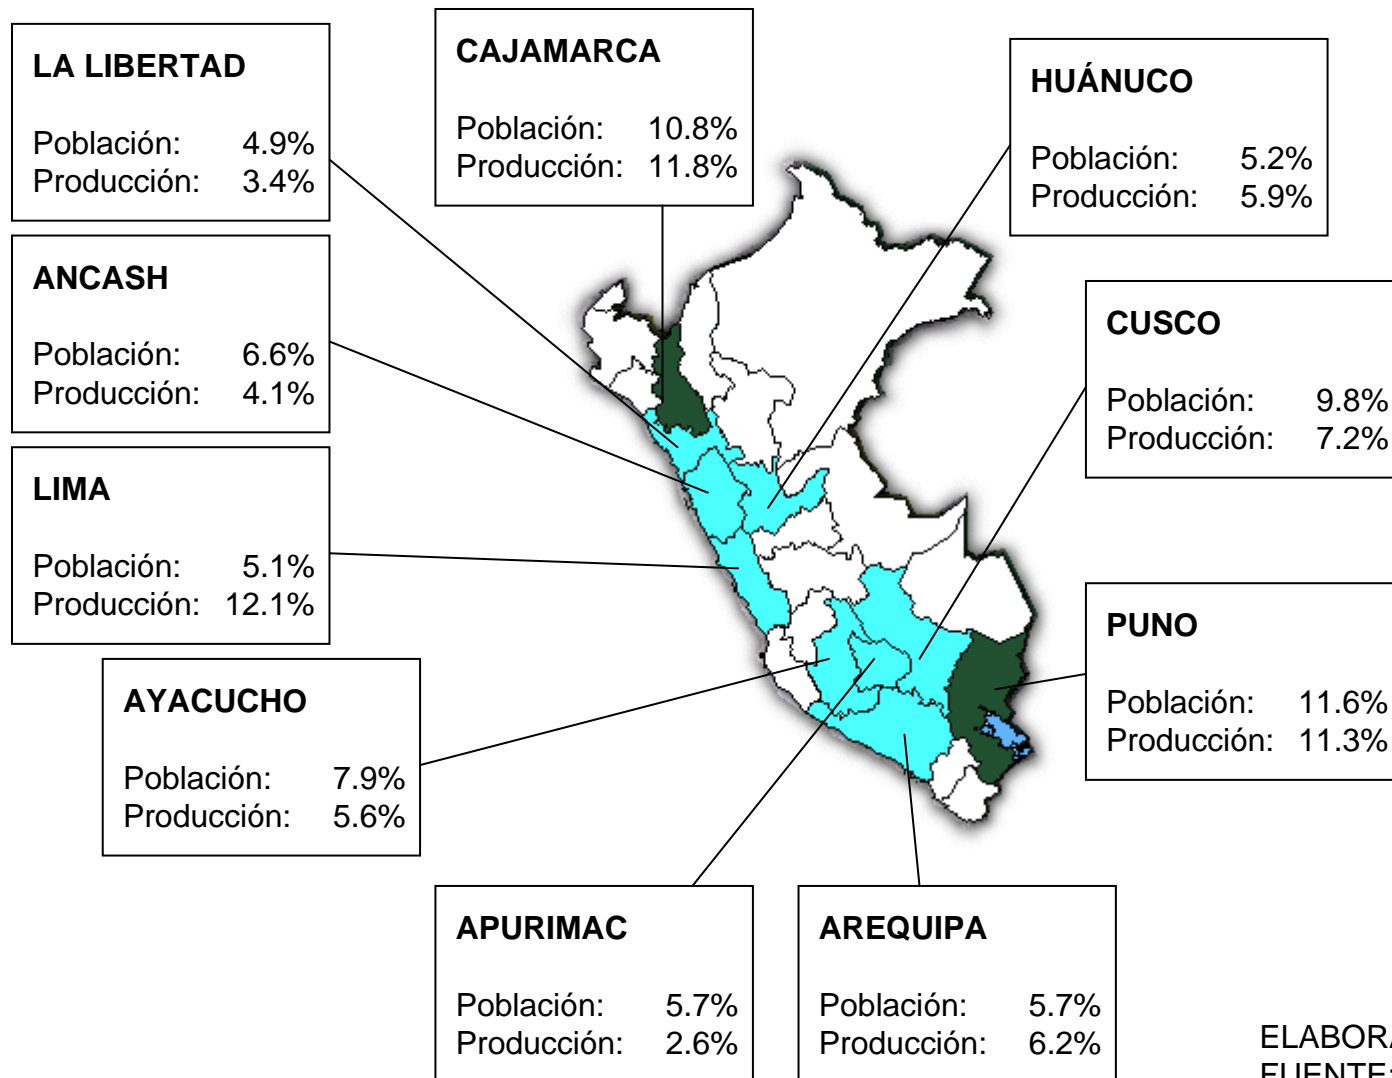 LA LIBERTAD
Población: 4.9%
Producción: 3.4%
CAJAMARCA
Población: 10.8%
Producción: 11.8%
HUÁNUCO
Población: 5.2%
Producción: 5.9%
ANCASH
Población: 6.6%
Producción: 4.1%
CUSCO
Población: 9.8%
Producción: 7.2%
LIMA
Población: 5.1%
Producción: 12.1%
PUNO
Población: 11.6%
Producción: 11.3%
AYACUCHO
Población: 7.9%
Producción: 5.6%
APURIMAC
Población: 5.7%
Producción: 2.6%
AREQUIPA
Población: 5.7%
Producción: 6.2%
ELABORA
FUENTE: